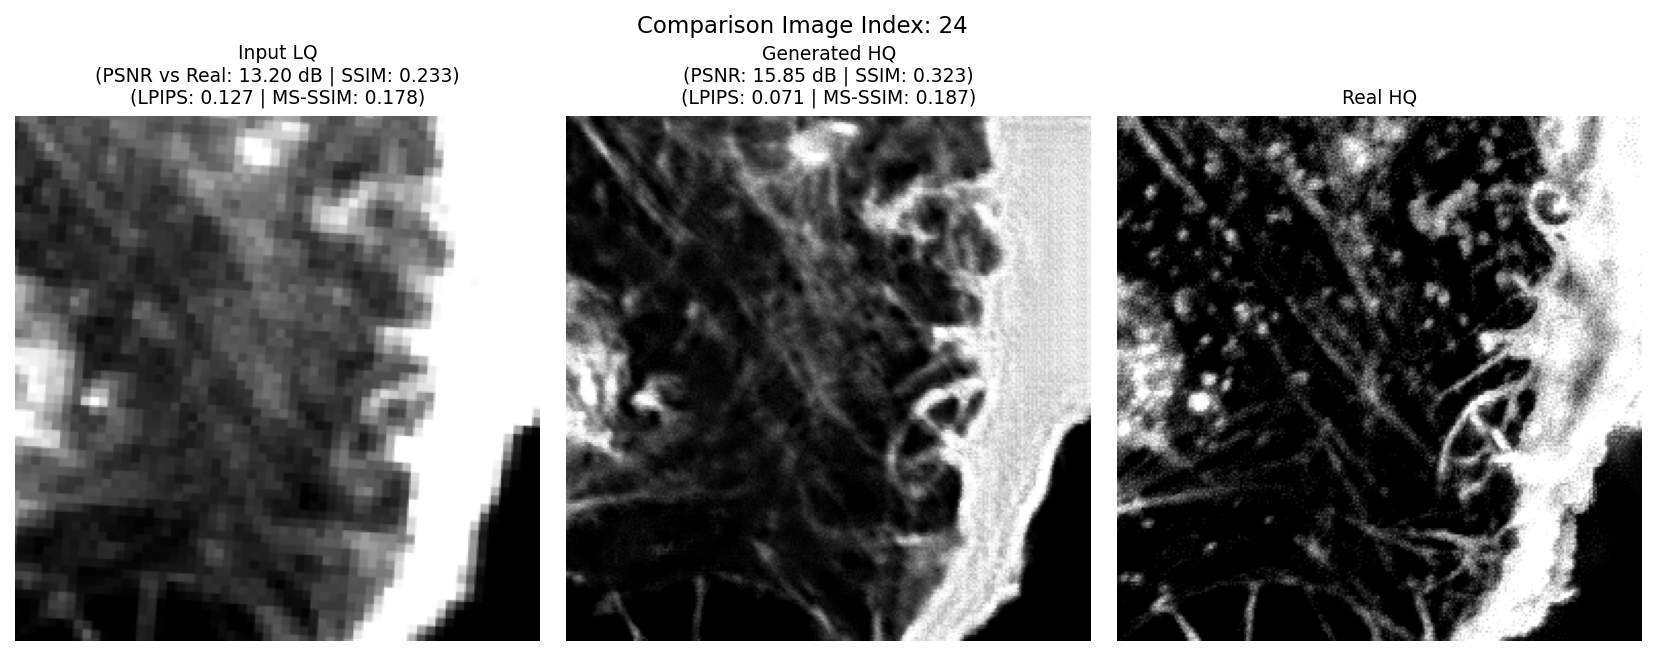 Comparison Image Index: 24
Input LQ
(PSNR vs Real: 13.20 dB | SSIM: 0.233)
(LPIPS: 0.127 | MS-SSIM: 0.178)
Generated HQ
(PSNR: 15.85 dB | SSIM: 0.323)
(LPIPS: 0.071 | MS-SSIM: 0.187)
Real HQ